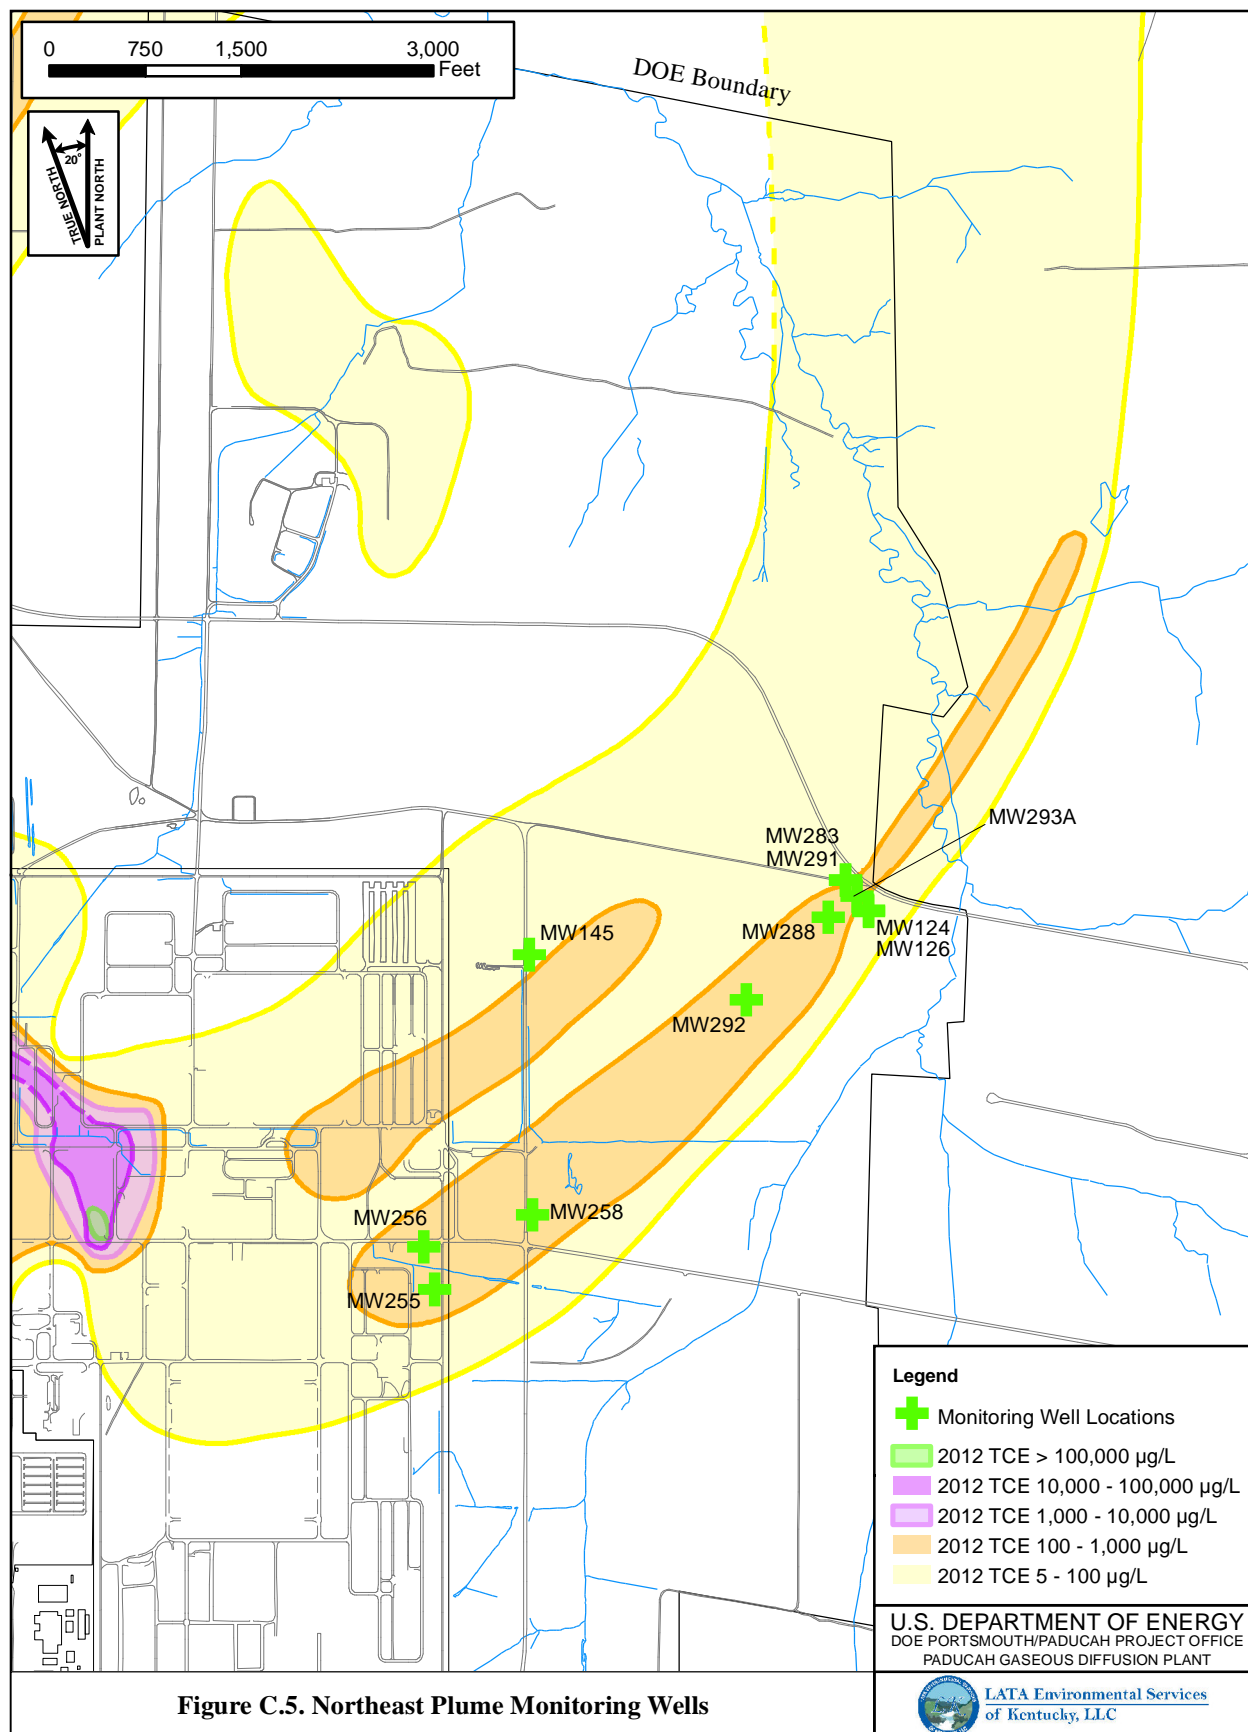 0 750 1,500 3,000
Feet
DOE Boundary
TRUE NORTH
20°
PLANT NORTH
MW293A
MW283
MW291
MW288
MW124
MW126
MW145
MW292
MW258
MW256
MW255
Legend
Monitoring Well Locations
2012 TCE > 100,000 µg/L
2012 TCE 10,000 - 100,000 µg/L
2012 TCE 1,000 - 10,000 µg/L
2012 TCE 100 - 1,000 µg/L
2012 TCE 5 - 100 µg/L
U.S. DEPARTMENT OF ENERGY
DOE PORTSMOUTH/PADUCAH PROJECT OFFICE
PADUCAH GASEOUS DIFFUSION PLANT
Figure C.5. Northeast Plume Monitoring Wells
LATA Environmental Services
of Kentucky, LLC